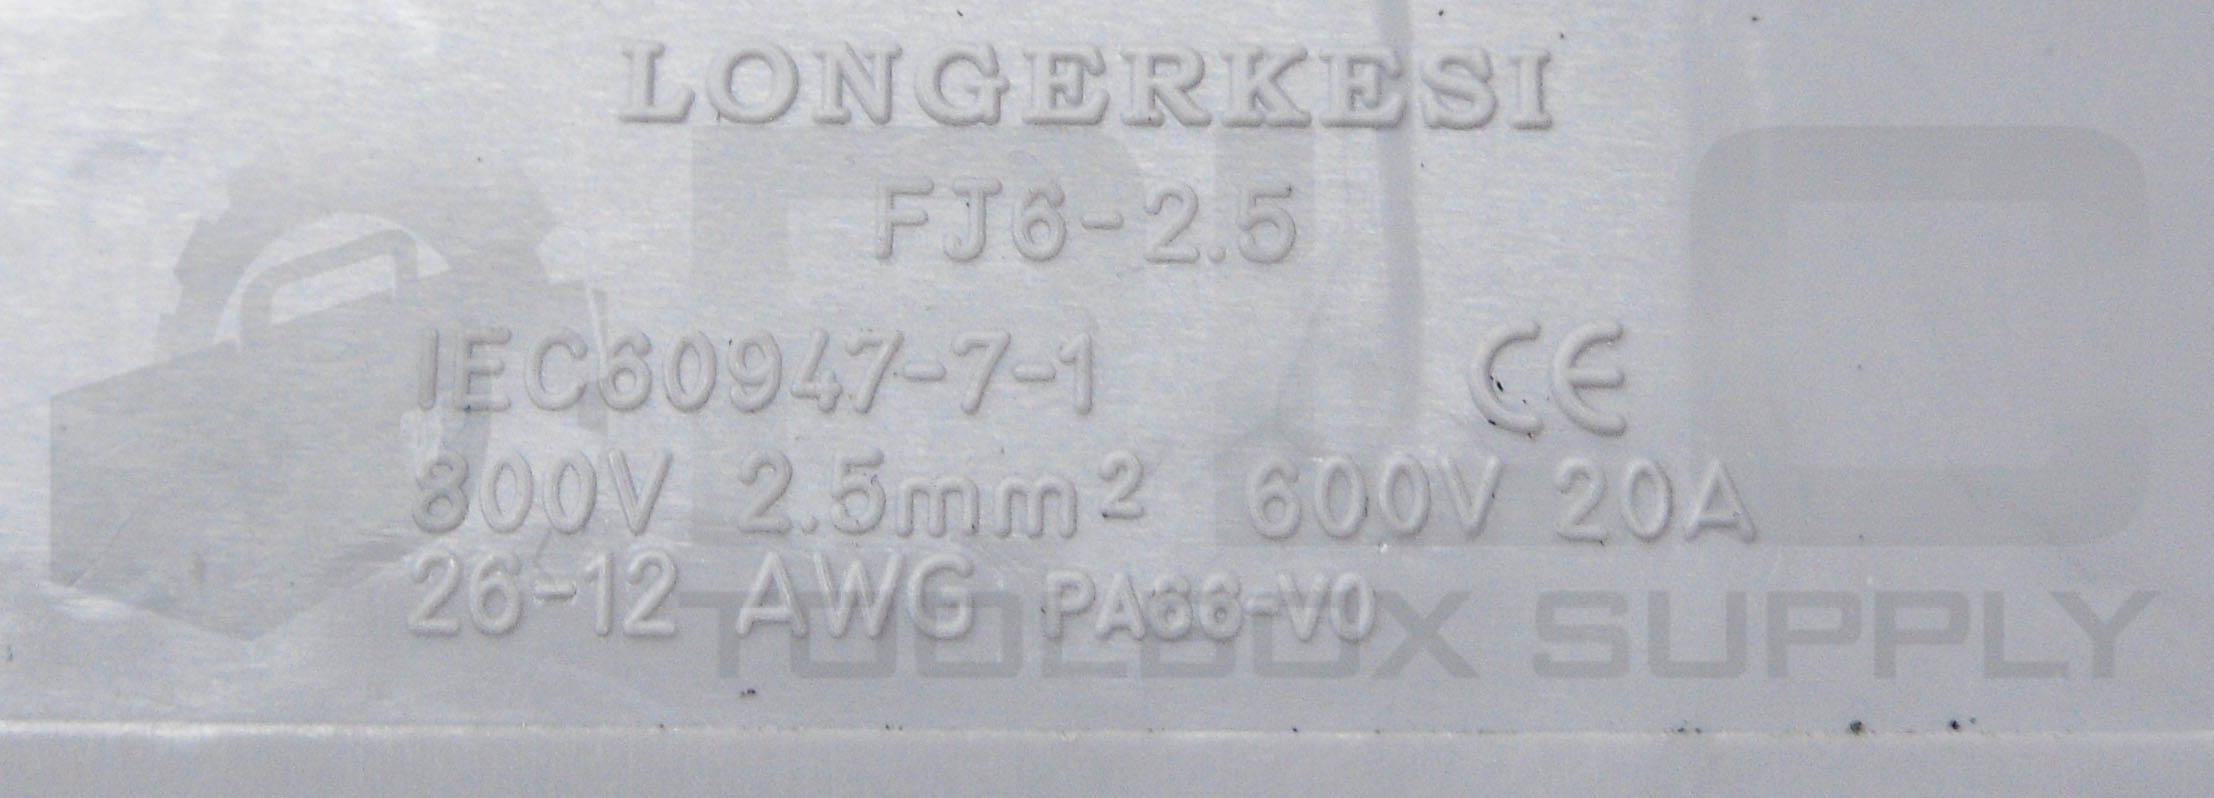 LONGERKESI
FJ6-2.5
IEC60947-7-1 CE
800V 2.5mm² 600V 20A
26-12 AWG PA66-V0
TOOLBOX SUPPLY